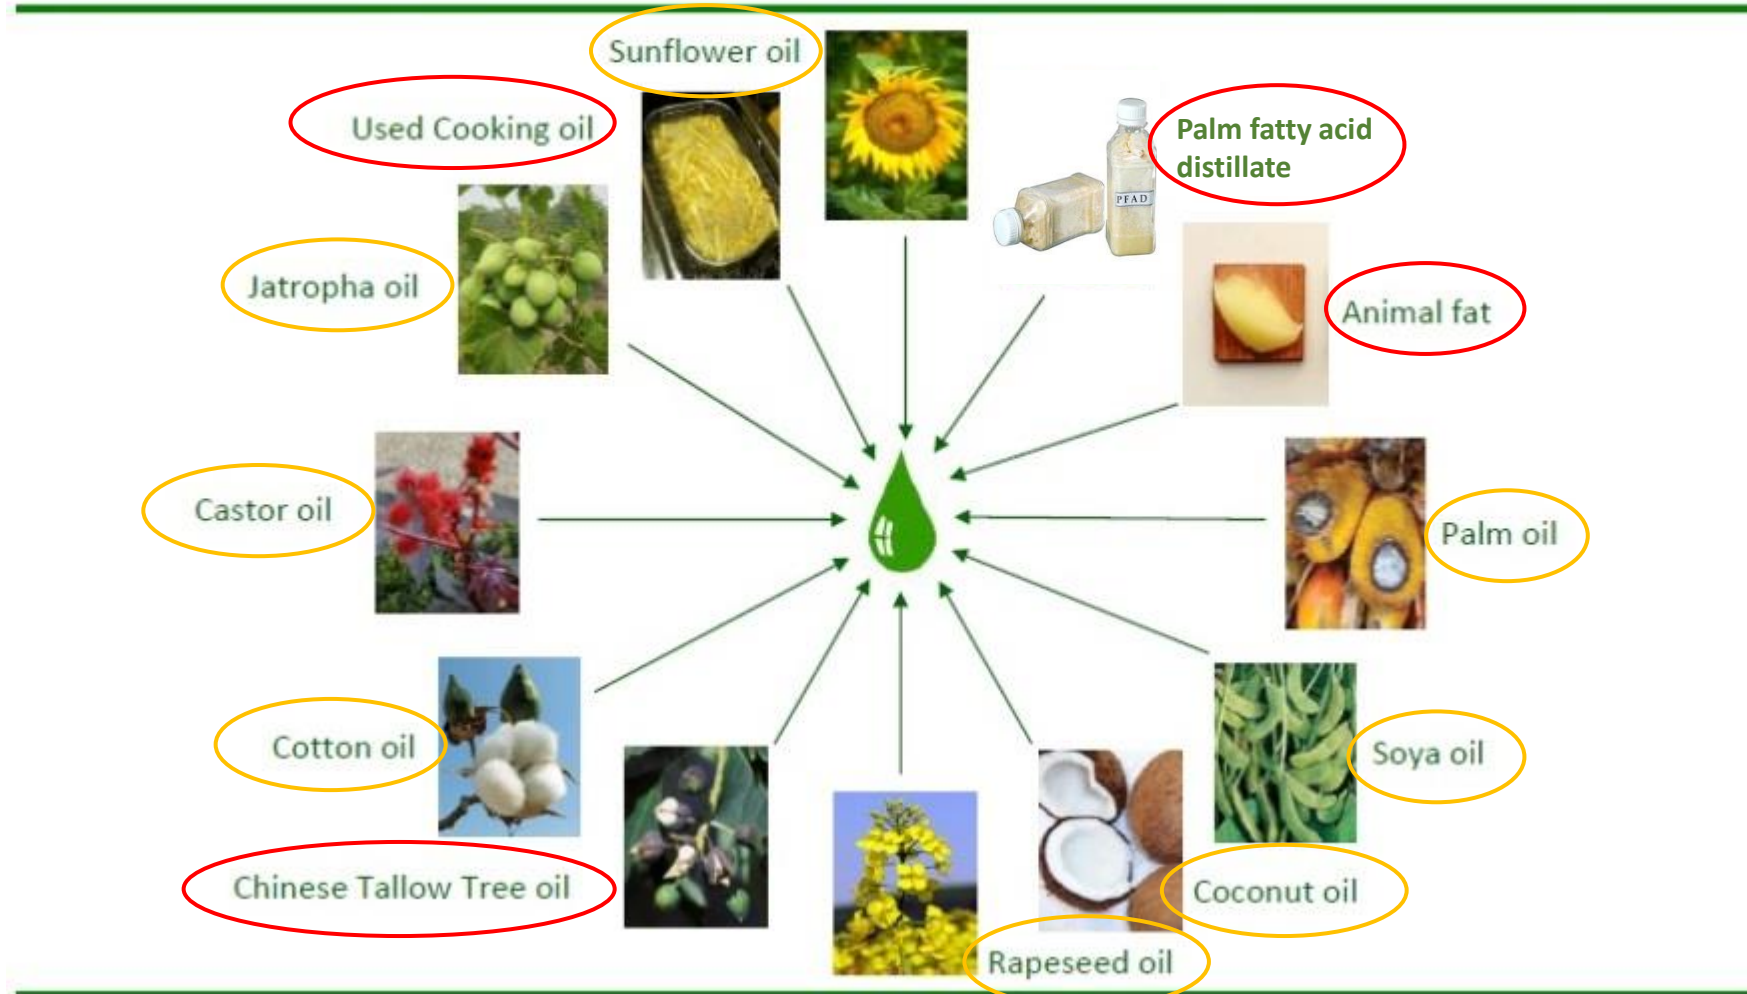 Sunflower oil
Used Cooking oil
Palm fatty acid
distillate
PFAD
Jatropha oil
Animal fat
Castor oil
Palm oil
Cotton oil
Soya oil
Chinese Tallow Tree oil
Coconut oil
Rapeseed oil